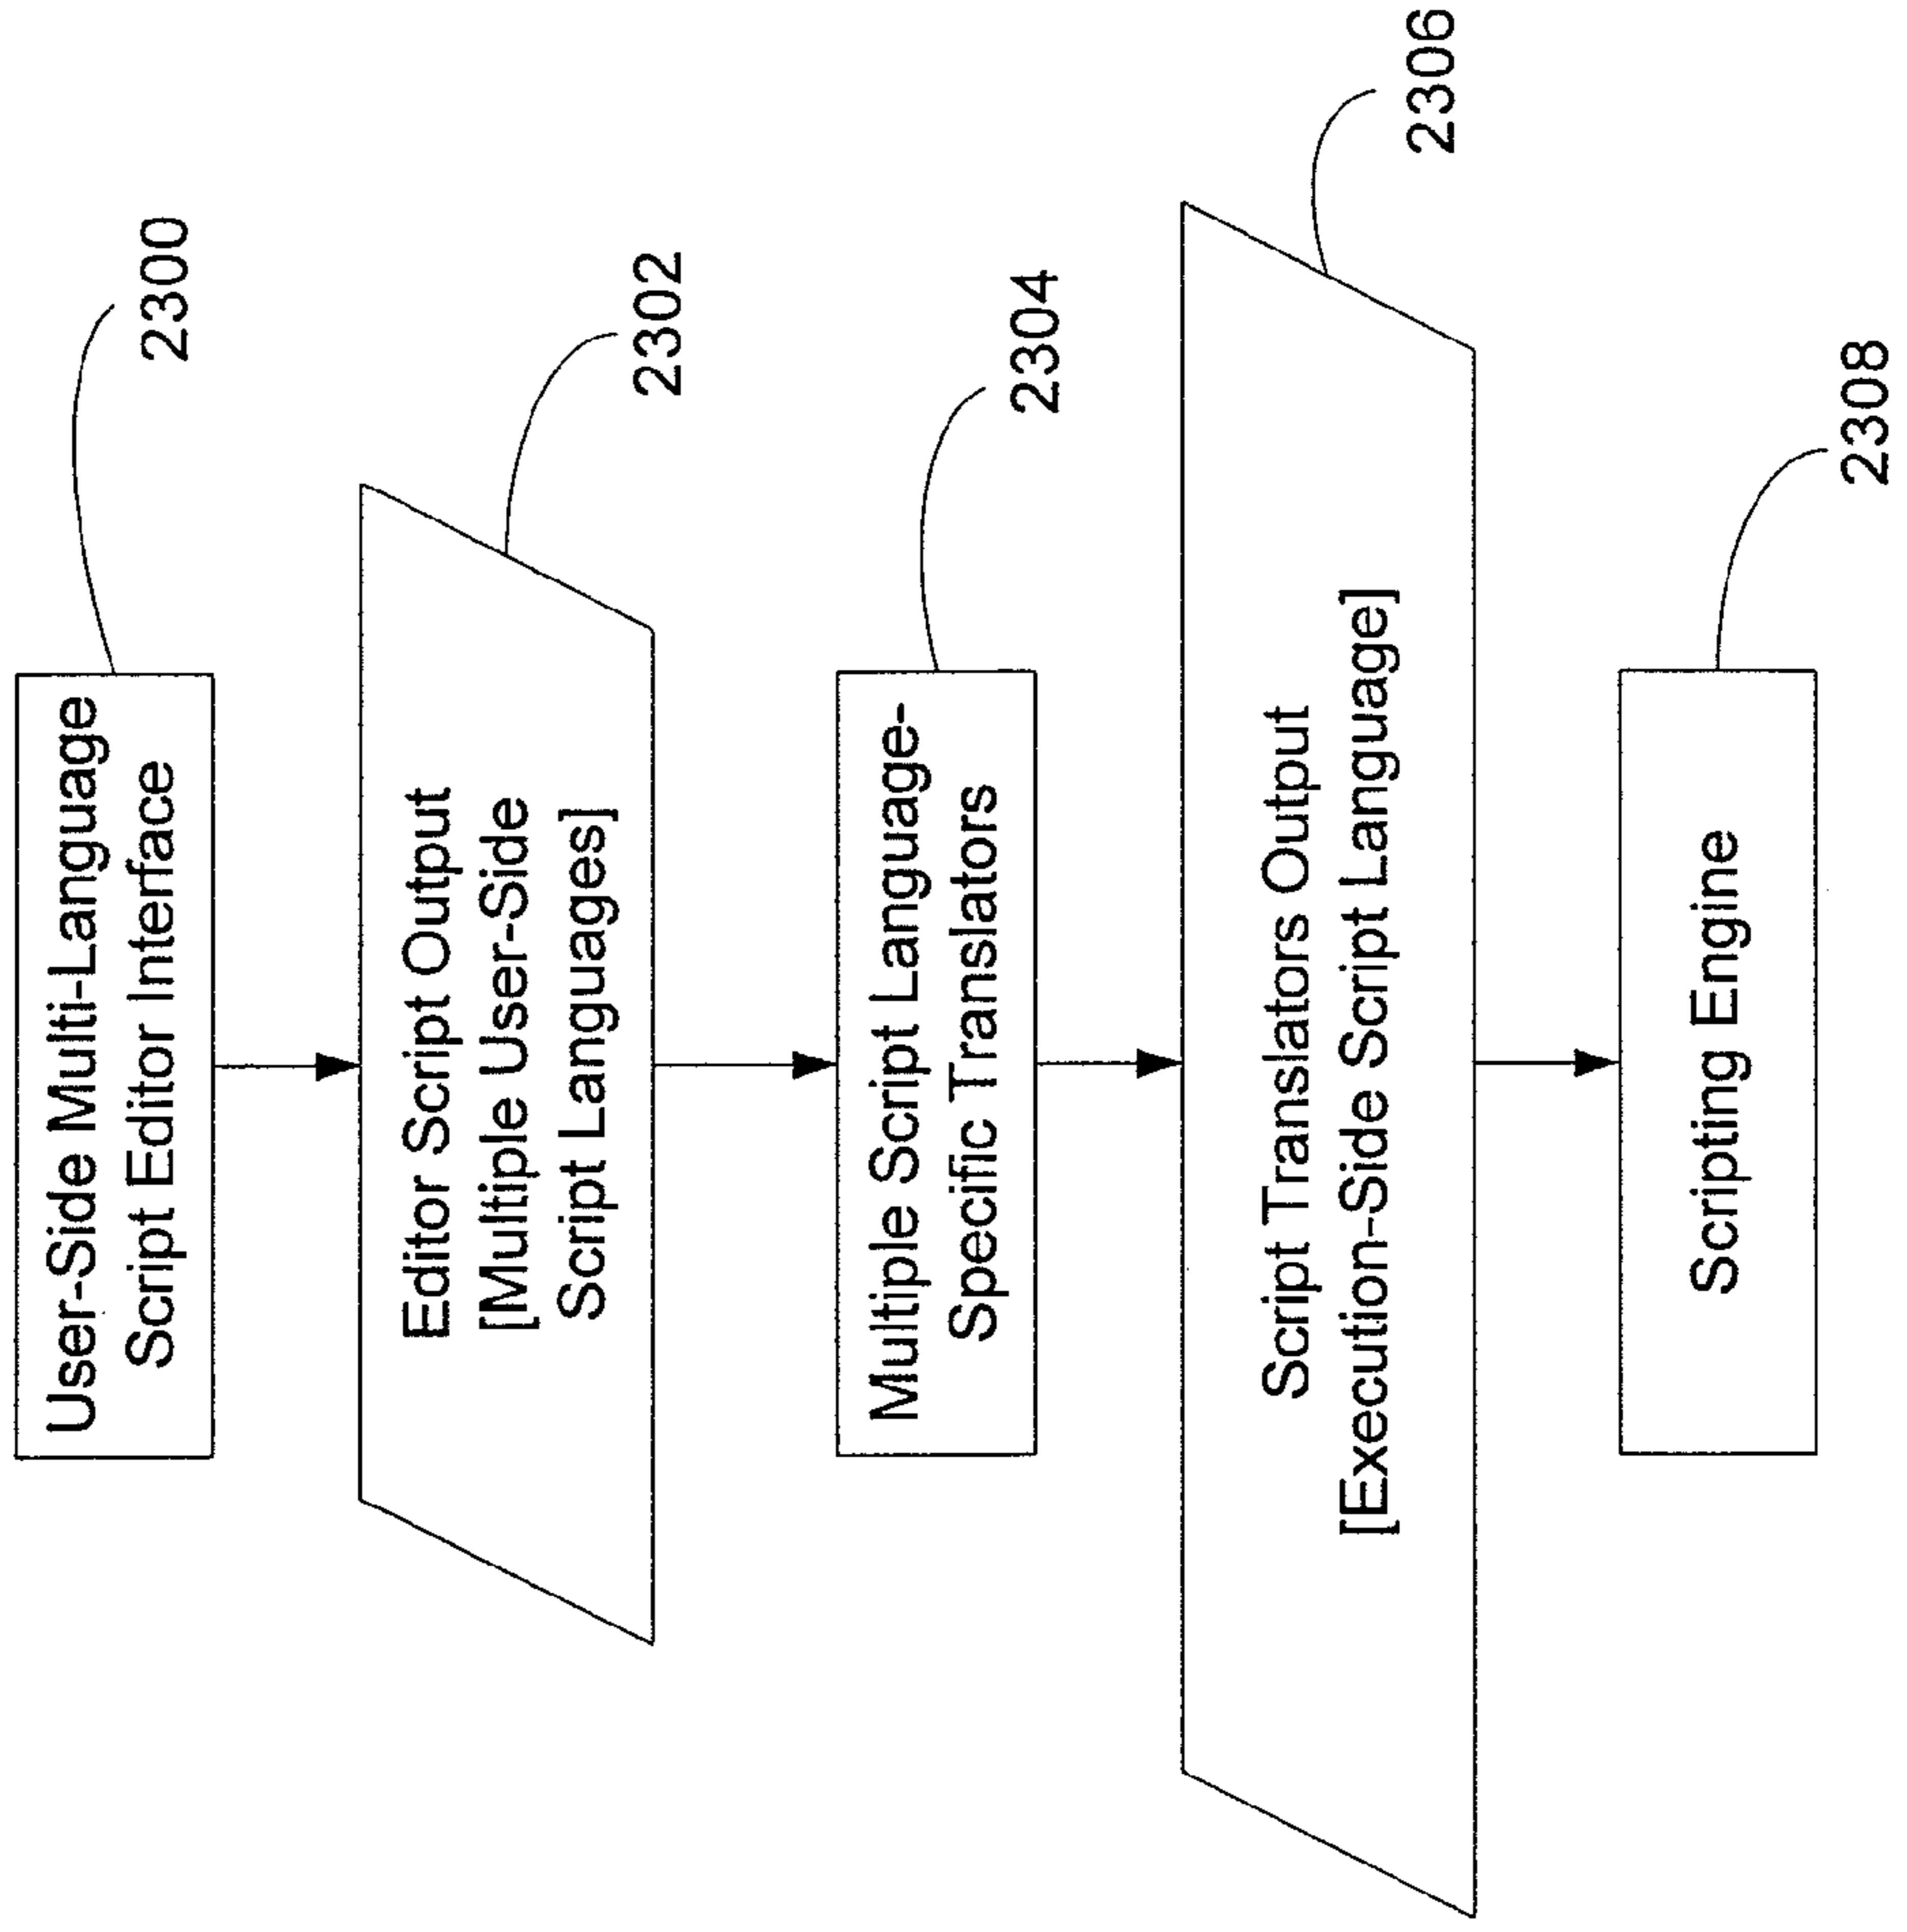 User-Side Multi-Language
Script Editor Interface
2300
Editor Script Output
[Multiple User-Side
Script Languages]
2302
Multiple Script Language-
Specific Translators
2304
Script Translators Output
[Execution-Side Script Language]
2306
Scripting Engine
2308